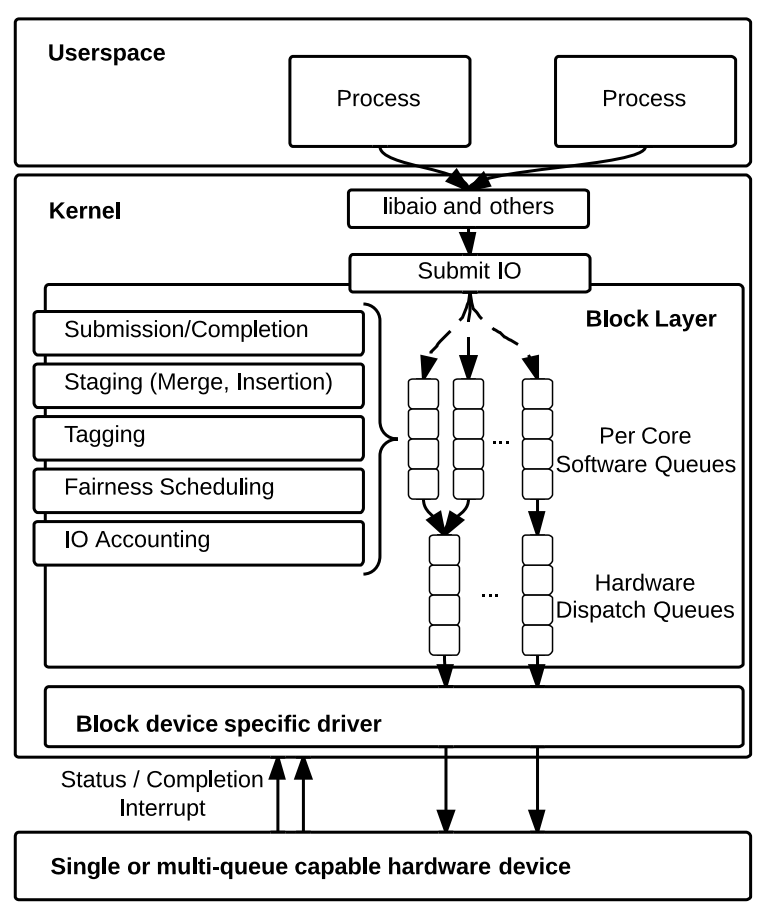 Userspace
Process
Process
Kernel
libaio and others
Submit IO
Block Layer
Submission/Completion
Staging (Merge, Insertion)
Tagging
Fairness Scheduling
IO Accounting
...
Per Core
Software Queues
...
Hardware
Dispatch Queues
Block device specific driver
Status / Completion
Interrupt
Single or multi-queue capable hardware device